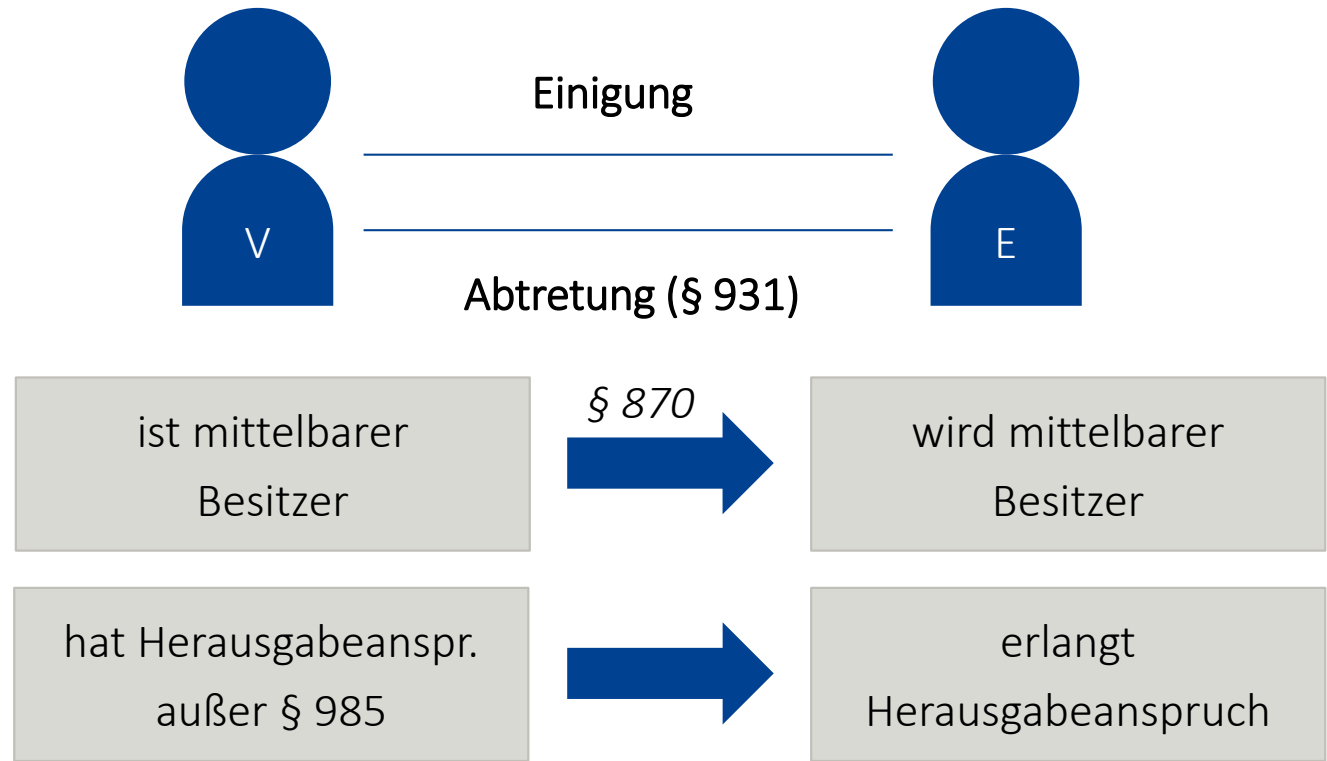 Einigung
V
E
Abtretung (§ 931)
§ 870
ist mittelbarer
Besitzer
wird mittelbarer
Besitzer
hat Herausgabeanspr.
außer § 985
erlangt
Herausgabeanspruch